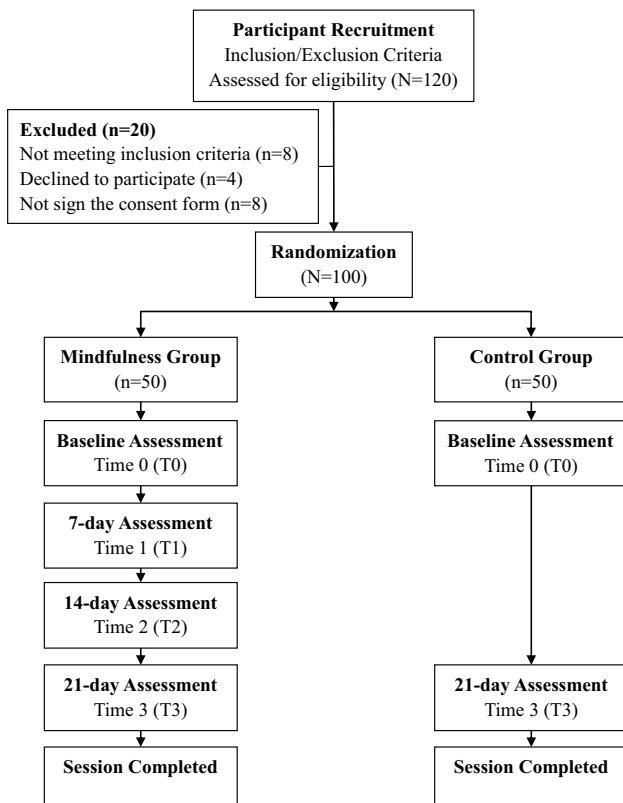 Participant Recruitment
Inclusion/Exclusion Criteria
Assessed for eligibility (N=120)
Excluded (n=20)
Not meeting inclusion criteria (n=8)
Declined to participate (n=4)
Not sign the consent form (n=8)
Randomization
(N=100)
Mindfulness Group
(n=50)
Control Group
(n=50)
Baseline Assessment
Time 0 (T0)
Baseline Assessment
Time 0 (T0)
7-day Assessment
Time 1 (T1)
14-day Assessment
Time 2 (T2)
21-day Assessment
Time 3 (T3)
21-day Assessment
Time 3 (T3)
Session Completed
Session Completed